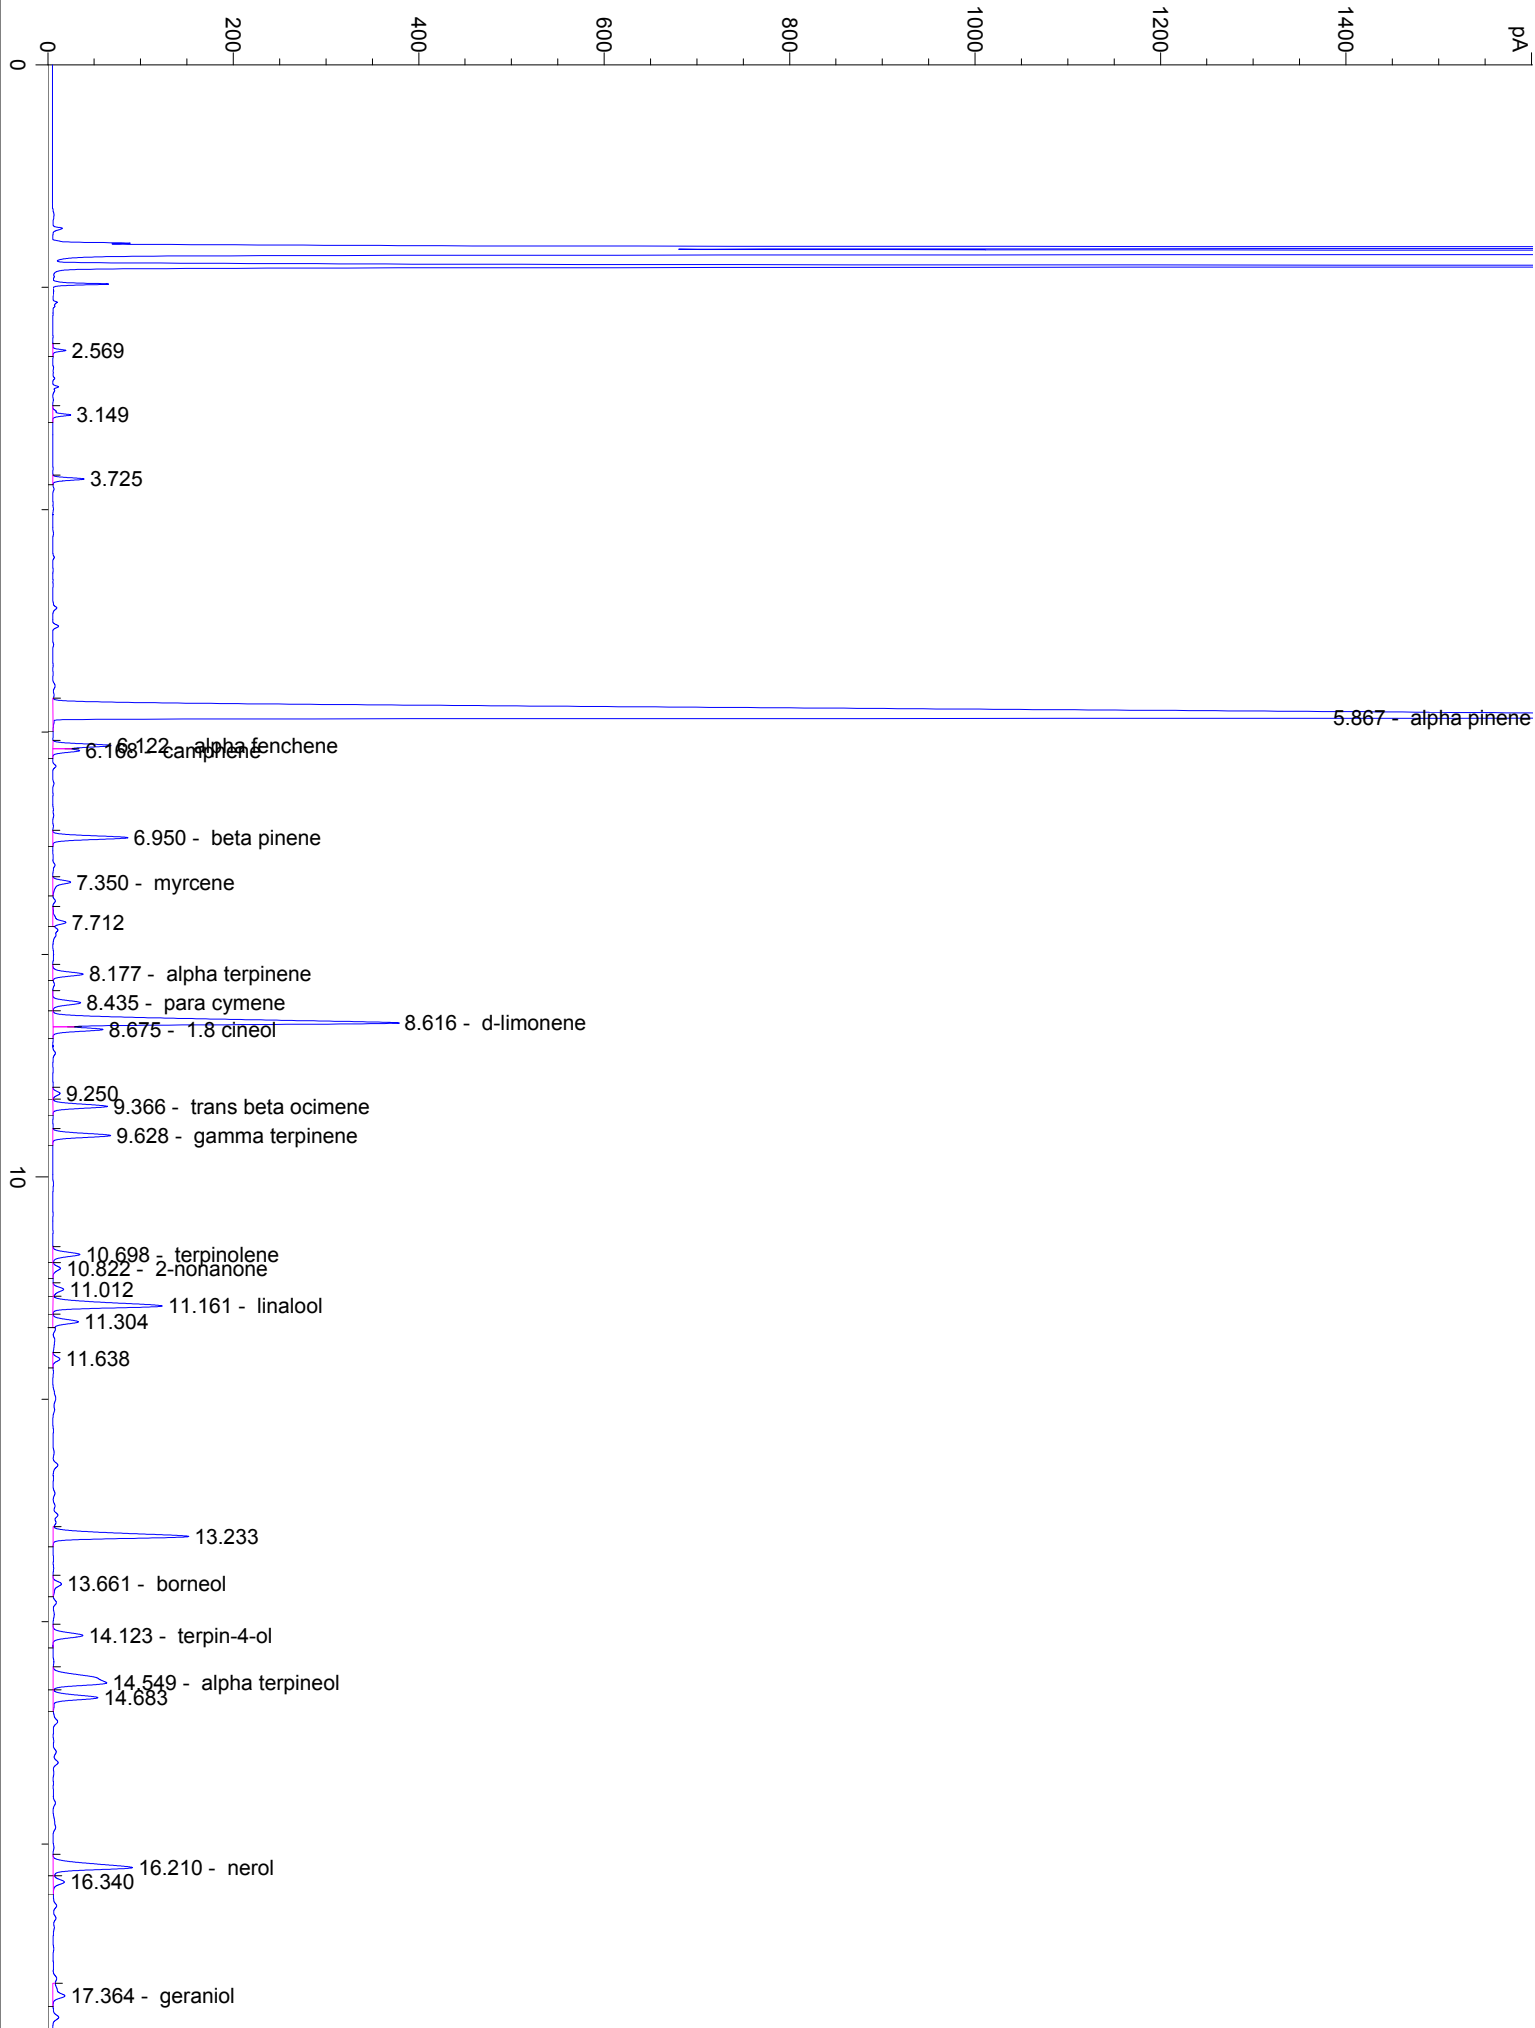 pA
0
200
400
600
800
1000
1200
1400
0
2.569
3.149
3.725
5.867 -  alpha pinene
6.122 -  alpha fenchene
6.168 -  camphene
6.950 -  beta pinene
7.350 -  myrcene
7.712
8.177 -  alpha terpinene
8.435 -  para cymene
8.616 -  d-limonene
8.675 -  1.8 cineol
9.250
9.366 -  trans beta ocimene
9.628 -  gamma terpinene
10
10.698 -  terpinolene
10.822 -  2-nonanone
11.012
11.161 -  linalool
11.304
11.638
13.233
13.661 -  borneol
14.123 -  terpin-4-ol
14.549 -  alpha terpineol
14.683
16.210 -  nerol
16.340
17.364 -  geraniol